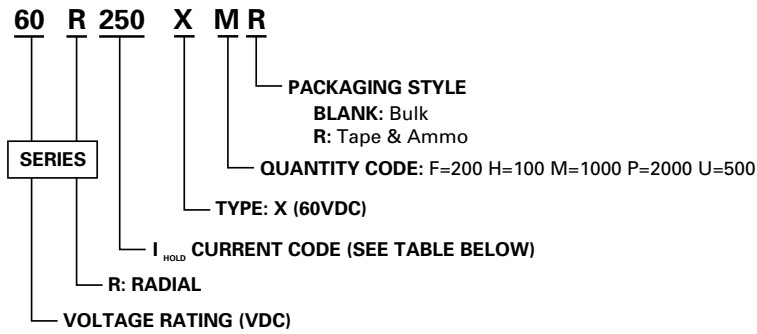 60 R 250 X M R
PACKAGING STYLE
BLANK: Bulk
R: Tape & Ammo
SERIES
QUANTITY CODE: F=200 H=100 M=1000 P=2000 U=500
TYPE: X (60VDC)
I HOLD CURRENT CODE (SEE TABLE BELOW)
R: RADIAL
VOLTAGE RATING (VDC)